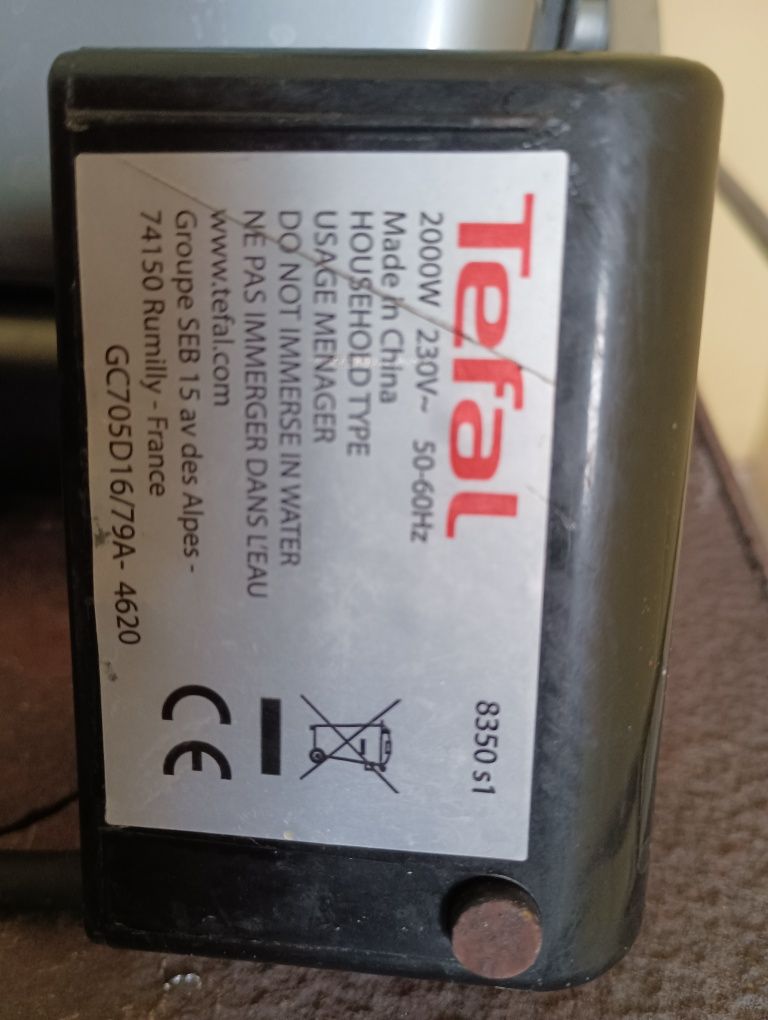 Tefal
8350 s1
2000W 230V~ 50-60Hz
Made in China
HOUSEHOLD TYPE
USAGE MENAGER
DO NOT IMMERSE IN WATER
NE PAS IMMERGER DANS L'EAU
www.tefal.com
Groupe SEB 15 av des Alpes -
74150 Rumilly - France
GC705D16/79A- 4620
CE